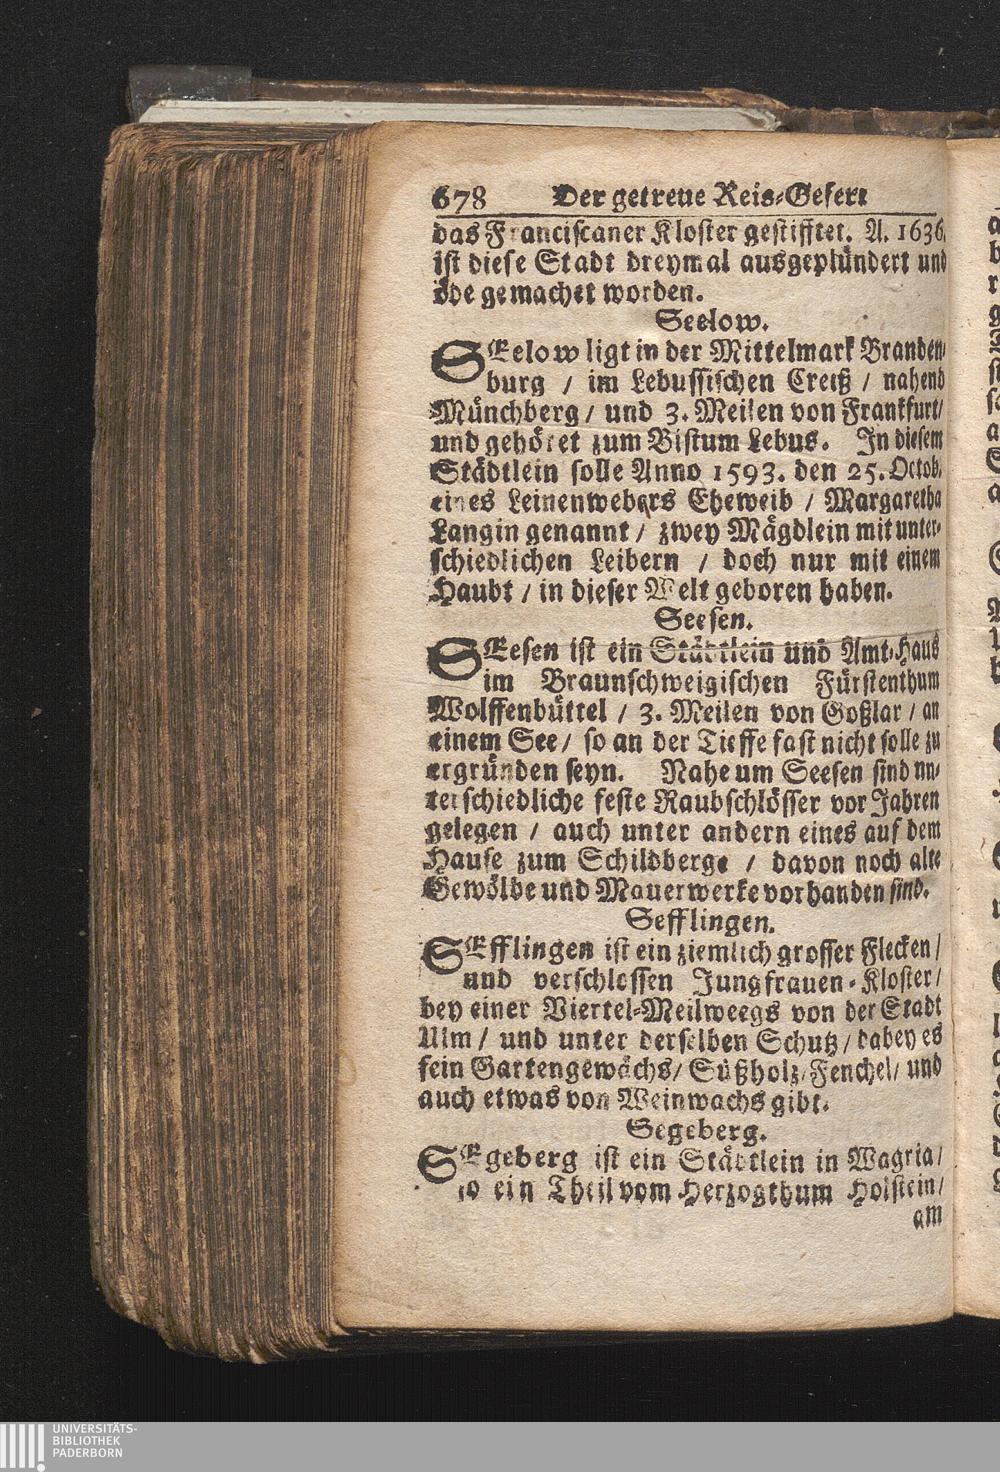 678 Der getreue Reis-Gefert
das Franciscaner Kloster gestifftet. A. 1636.
ist diese Stadt dreymal ausgeplündert und
öde gemachet worden.
Seelow.
SEelow ligt in der Mittelmark Branden-
burg / im Lebussischen Creiß / nahend
Münchberg / und 3. Meilen von Frankfurt /
und gehöret zum Bistum Lebus. In diesem
Städtlein solle Anno 1593. den 25. Octob.
eines Leinenwebers Eheweib / Margaretha
Langin genannt / zwey Mägdlein mit unter-
schiedlichen Leibern / doch nur mit einem
Haubt / in dieser Welt geboren haben.
Seesen.
SEesen ist ein Städtlein und Amt-Haus
im Braunschweigischen Fürstenthum
Wolffenbüttel / 3. Meilen von Goßlar / an
einem See / so an der Tieffe fast nicht solle zu
ergründen seyn. Nahe um Seesen sind un-
terschiedliche feste Raubschlösser vor Jahren
gelegen / auch unter andern eines auf dem
Hause zum Schildberge / davon noch alte
Gewölbe und Mauerwerke vorhanden sind.
Sefflingen.
SEfflingen ist ein ziemlich grosser Flecken /
und verschlossen Jungfrauen-Kloster /
bey einer Viertel-Meilweegs von der Stadt
Ulm / und unter derselben Schutz / dabey es
fein Gartengewächs / Süßholz / Fenchel / und
auch etwas von Weinwachs gibt.
Segeberg.
SEgeberg ist ein Städtlein in Wagria /
so ein Theil vom Herzogthum Holstein /
am
UNIVERSITÄTS-
BIBLIOTHEK
PADERBORN